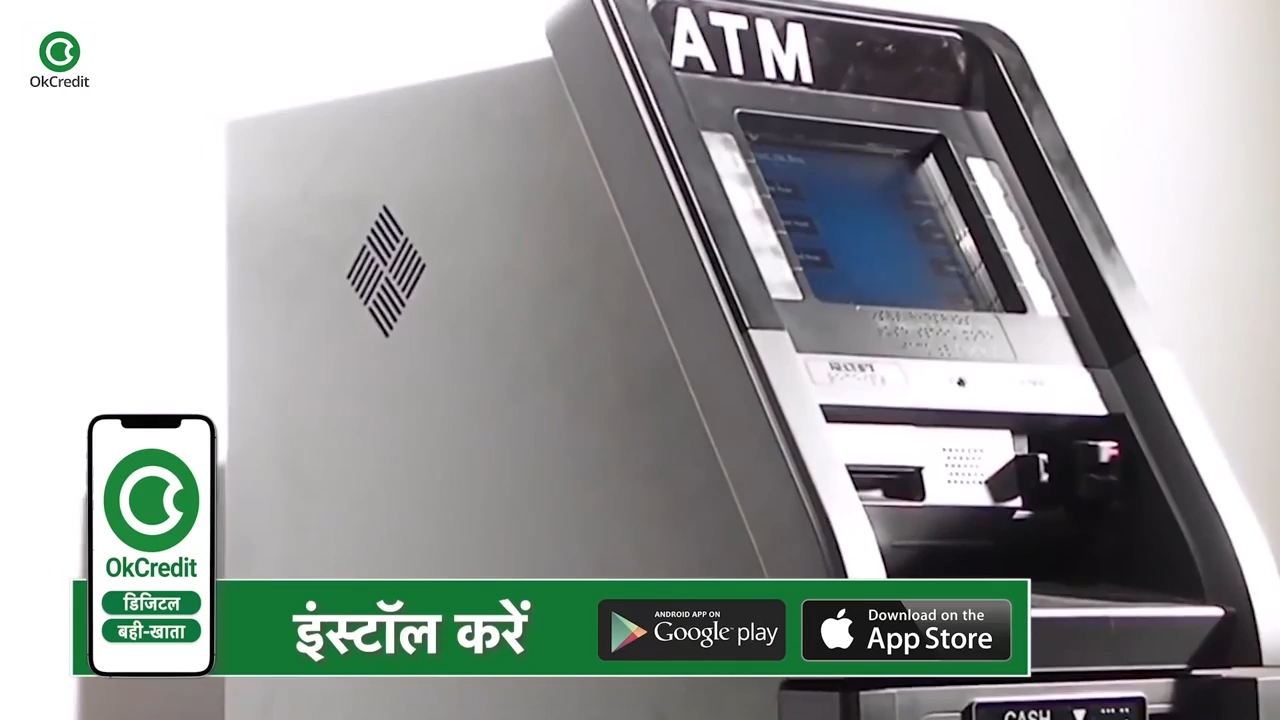 OkCredit
ATM
OkCredit
डिजिटल
बही-खाता
इंस्टॉल करें
ANDROID APP ON
Google play
Download on the
App Store
CASH